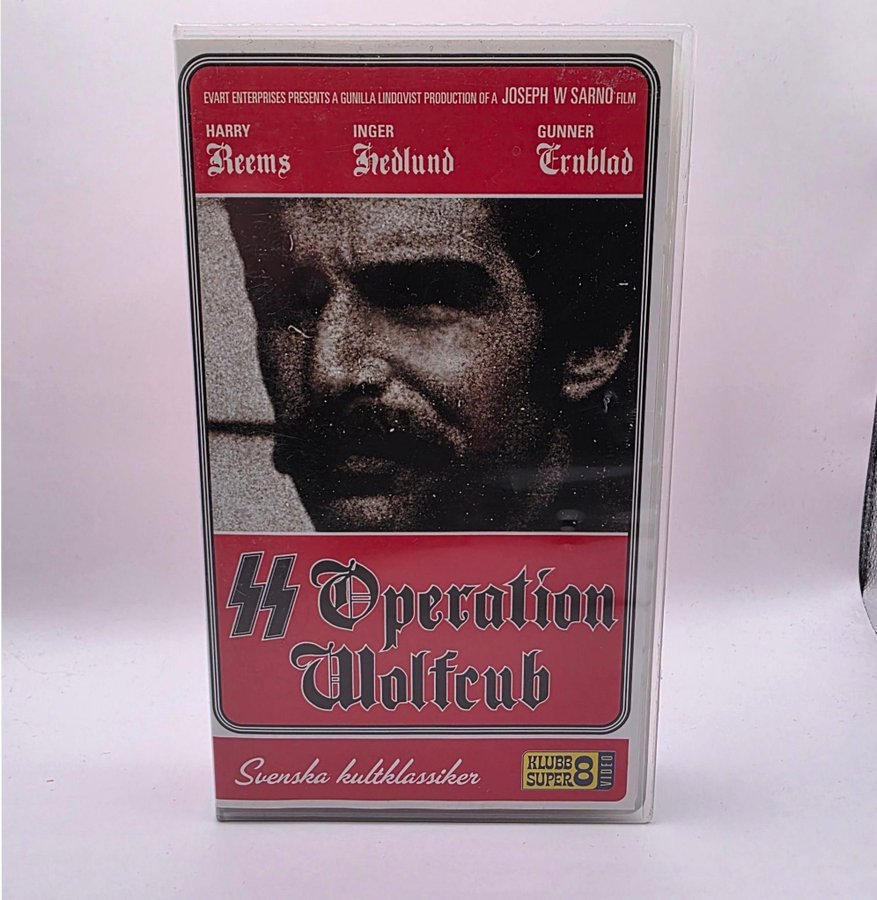 EVART ENTERPRISES PRESENTS A GUNILLA LINDQVIST PRODUCTION OF A JOSEPH W SARNO FILM
HARRY INGER GUNNER
Reems Hedlund Ernblad
SS Operation
Wolfcub
Svenska kultklassiker
KLUBB
SUPER 8 VIDEO